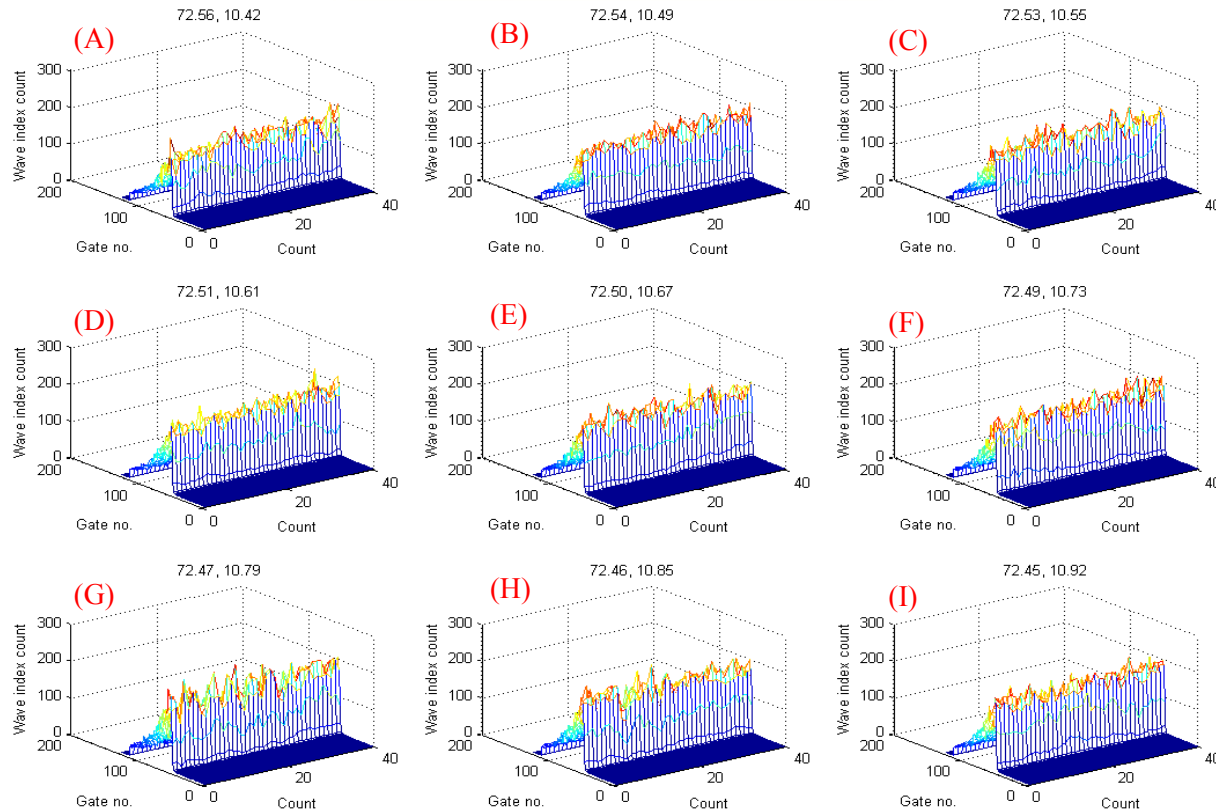 72.56, 10.42
(A)
Wave index count
300
200
100
0
200
100
0
Gate no.
0
20
40
Count
72.54, 10.49
(B)
Wave index count
300
200
100
0
200
100
0
Gate no.
0
20
40
Count
72.53, 10.55
(C)
Wave index count
300
200
100
0
200
100
0
Gate no.
0
20
40
Count
72.51, 10.61
(D)
Wave index count
300
200
100
0
200
100
0
Gate no.
0
20
40
Count
72.50, 10.67
(E)
Wave index count
300
200
100
0
200
100
0
Gate no.
0
20
40
Count
72.49, 10.73
(F)
Wave index count
300
200
100
0
200
100
0
Gate no.
0
20
40
Count
72.47, 10.79
(G)
Wave index count
300
200
100
0
200
100
0
Gate no.
0
20
40
Count
72.46, 10.85
(H)
Wave index count
300
200
100
0
200
100
0
Gate no.
0
20
40
Count
72.45, 10.92
(I)
Wave index count
300
200
100
0
200
100
0
Gate no.
0
20
40
Count